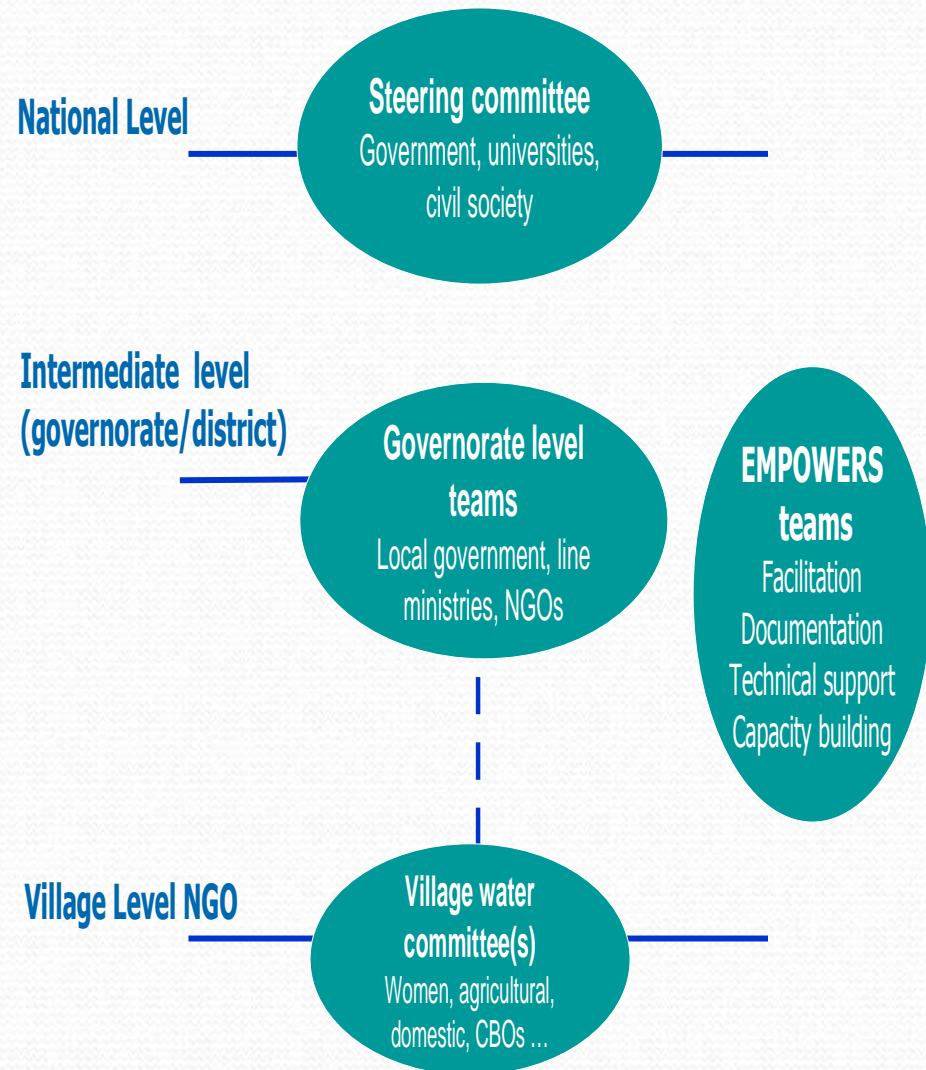 National Level
Steering committee
Government, universities,
civil society
Intermediate level
(governorate/district)
Governorate level
teams
Local government, line
ministries, NGOs
EMPOWERS
teams
Facilitation
Documentation
Technical support
Capacity building
Village Level NGO
Village water
committee(s)
Women, agricultural,
domestic, CBOs ...